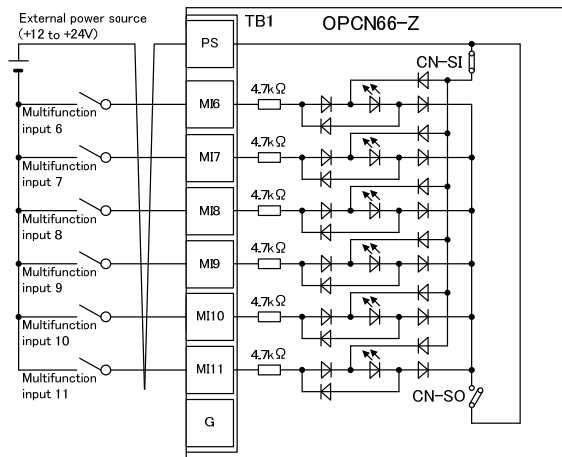 External power source
(+12 to +24V)
TB1
OPCN66-Z
PS
CN-SI
MI6
4.7kΩ
Multifunction
input 6
MI7
4.7kΩ
Multifunction
input 7
MI8
4.7kΩ
Multifunction
input 8
MI9
4.7kΩ
Multifunction
input 9
MI10
4.7kΩ
Multifunction
input 10
MI11
4.7kΩ
Multifunction
input 11
CN-SO
G